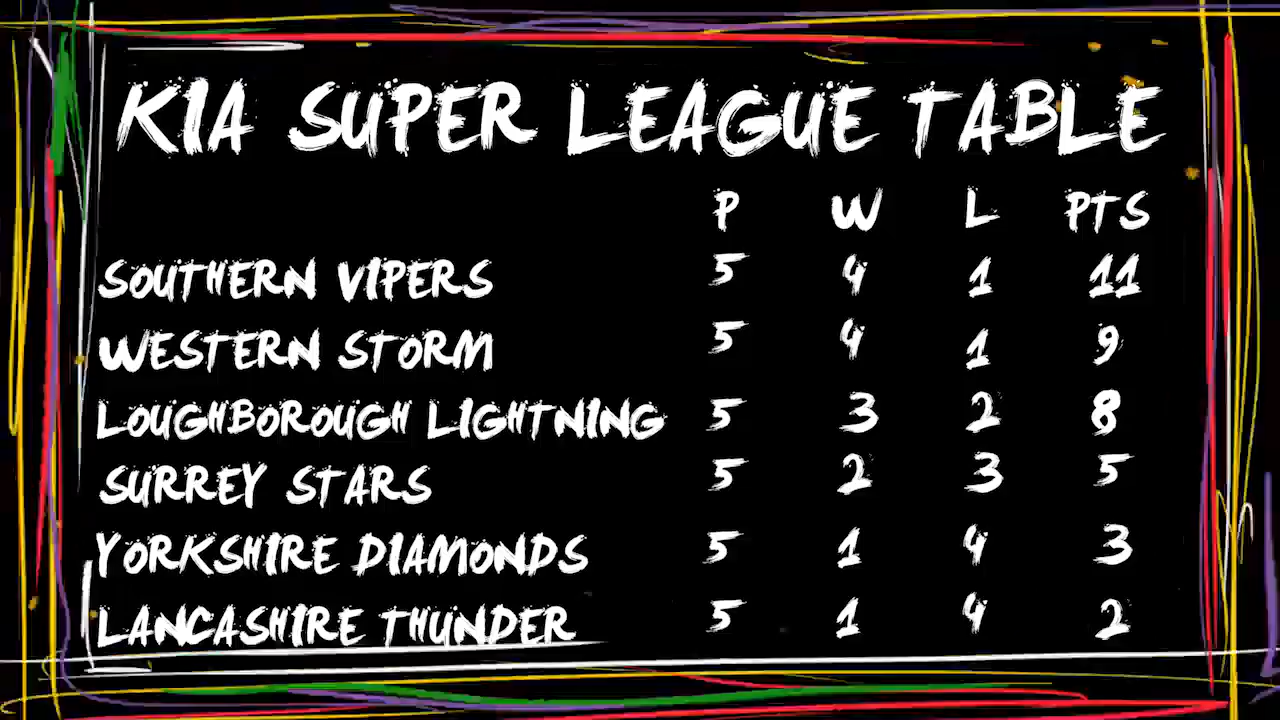 KIA SUPER LEAGUE TABLE
P W L PTS
SOUTHERN VIPERS 5 4 1 11
WESTERN STORM 5 4 1 9
LOUGHBOROUGH LIGHTNING 5 3 2 8
SURREY STARS 5 2 3 5
YORKSHIRE DIAMONDS 5 1 4 3
LANCASHIRE THUNDER 5 1 4 2